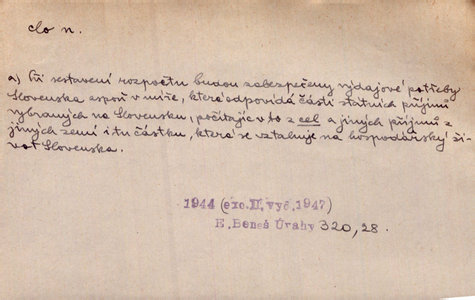 clo n.
a) Při sestavení rozpočtu budou zabezpečeny výdajové potřeby
Slovenska aspoň v míře, která odpovídá části státních příjmů
vybraných na Slovensku, počítajíc v to z cel a jiných příjmů z
jiných zemí i tu částku, která se vztahuje na hospodářský ži-
vot Slovenska.
1944 (exc. II. vyd. 1947)
E. Beneš Úvahy 320, 28.